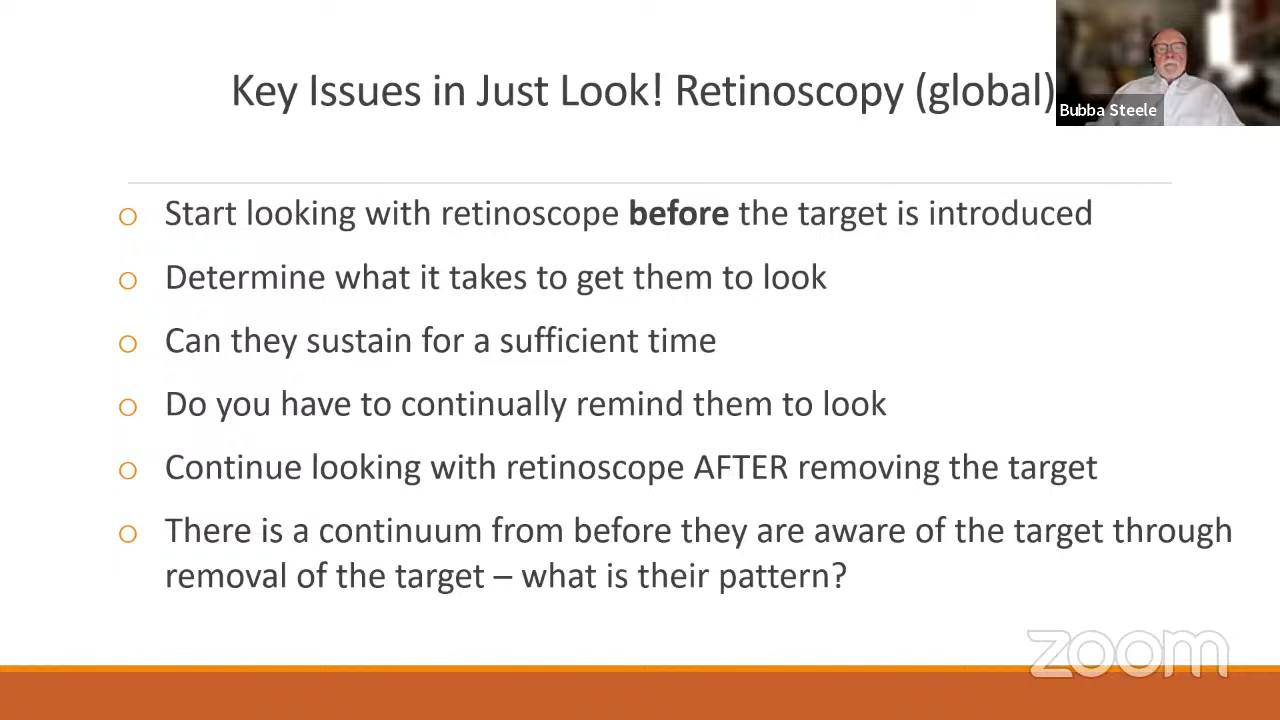 Key Issues in Just Look! Retinoscopy (global)
Bubba Steele
o Start looking with retinoscope before the target is introduced
o Determine what it takes to get them to look
o Can they sustain for a sufficient time
o Do you have to continually remind them to look
o Continue looking with retinoscope AFTER removing the target
o There is a continuum from before they are aware of the target through
removal of the target – what is their pattern?
zoom